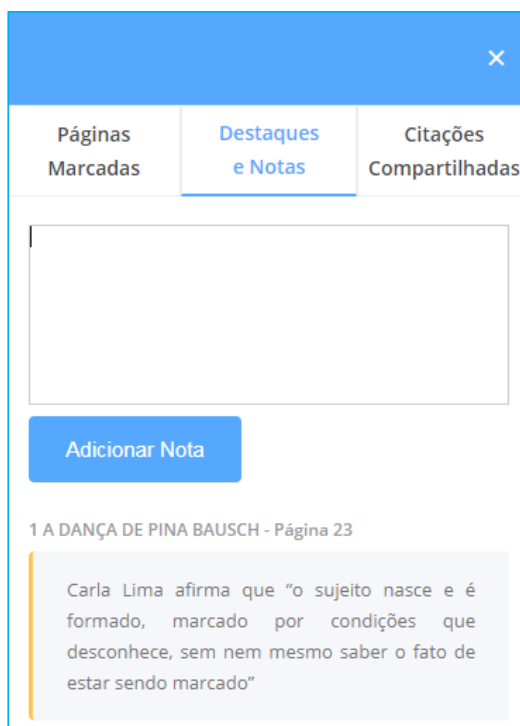 ×
Páginas
Marcadas
Destaques
e Notas
Citações
Compartilhadas
Adicionar Nota
1 A DANÇA DE PINA BAUSCH - Página 23
Carla Lima afirma que “o sujeito nasce e é
formado, marcado por condições que
desconhece, sem nem mesmo saber o fato de
estar sendo marcado”